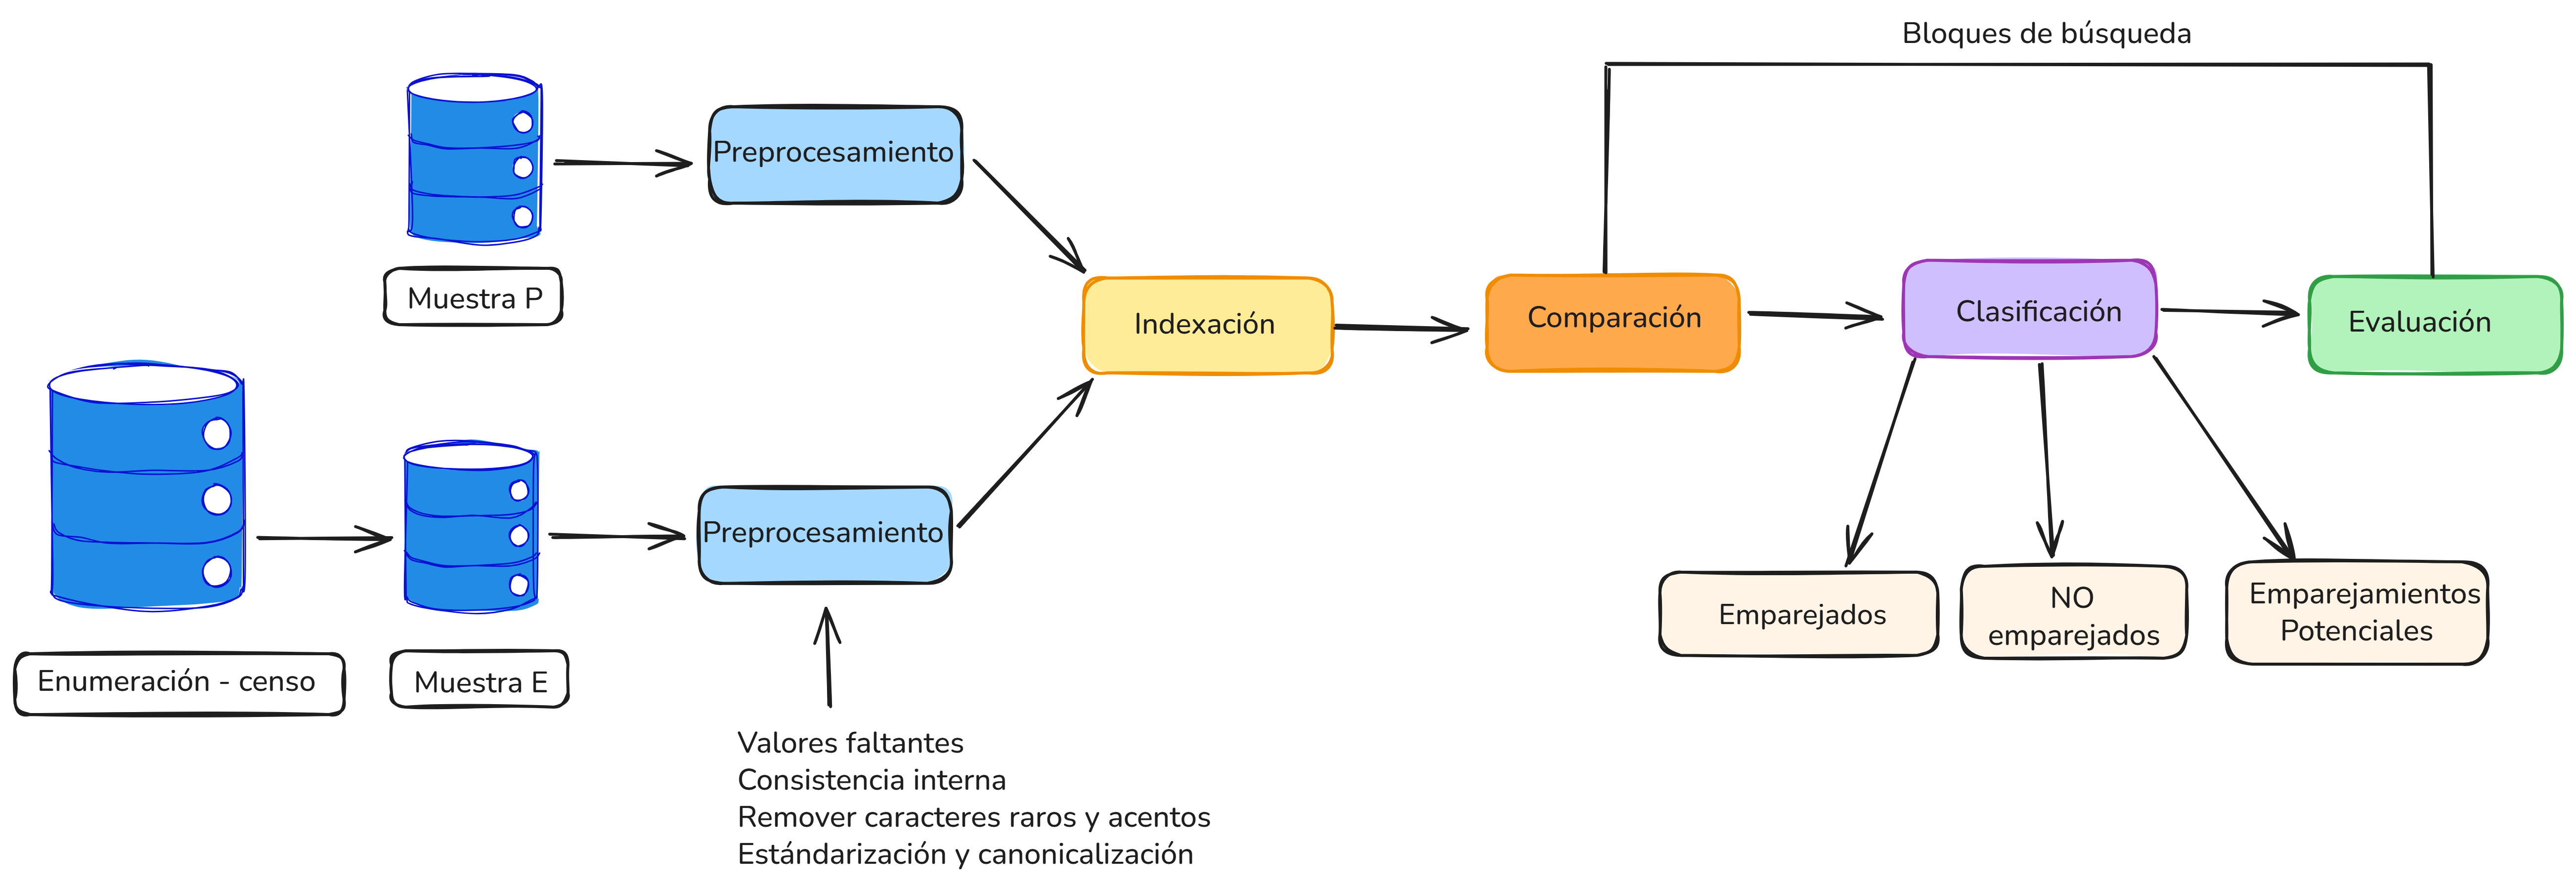 Bloques de búsqueda
Preprocesamiento
Muestra P
Indexación
Comparación
Clasificación
Evaluación
Preprocesamiento
Enumeración - censo
Muestra E
Emparejados
NO
emparejados
Emparejamientos
Potenciales
Valores faltantes
Consistencia interna
Remover caracteres raros y acentos
Estándarización y canonicalización